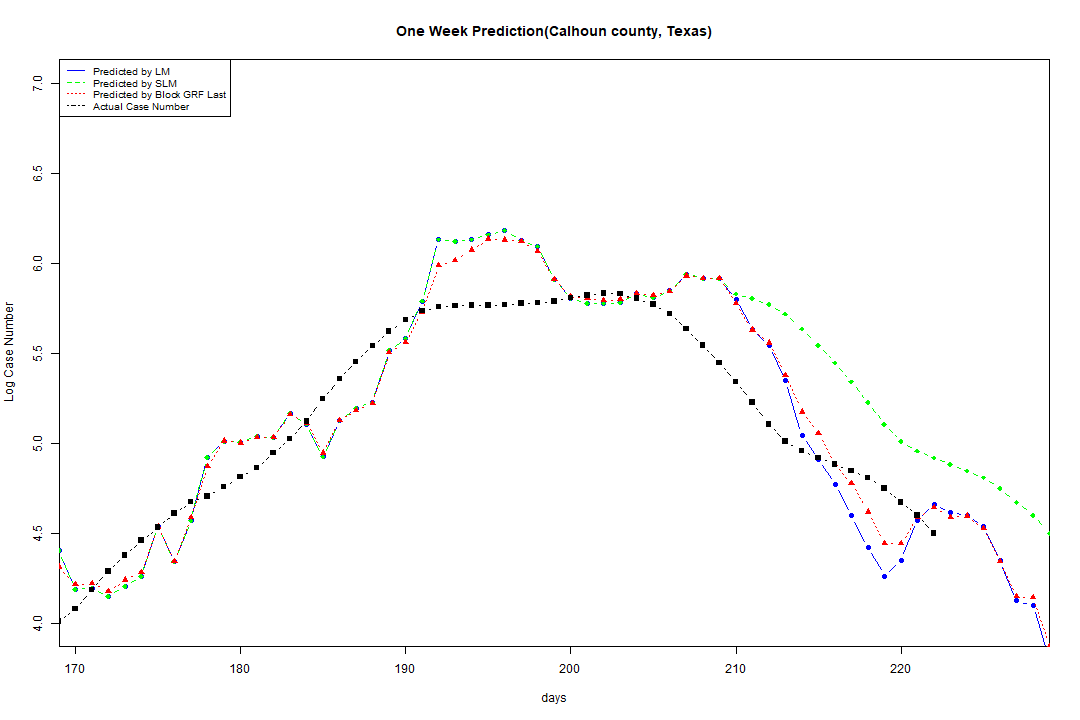 One Week Prediction(Calhoun county, Texas)
Predicted by LM
Predicted by SLM
Predicted by Block GRF Last
Actual Case Number
7.0
6.5
6.0
5.5
5.0
4.5
4.0
Log Case Number
170 180 190 200 210 220
days